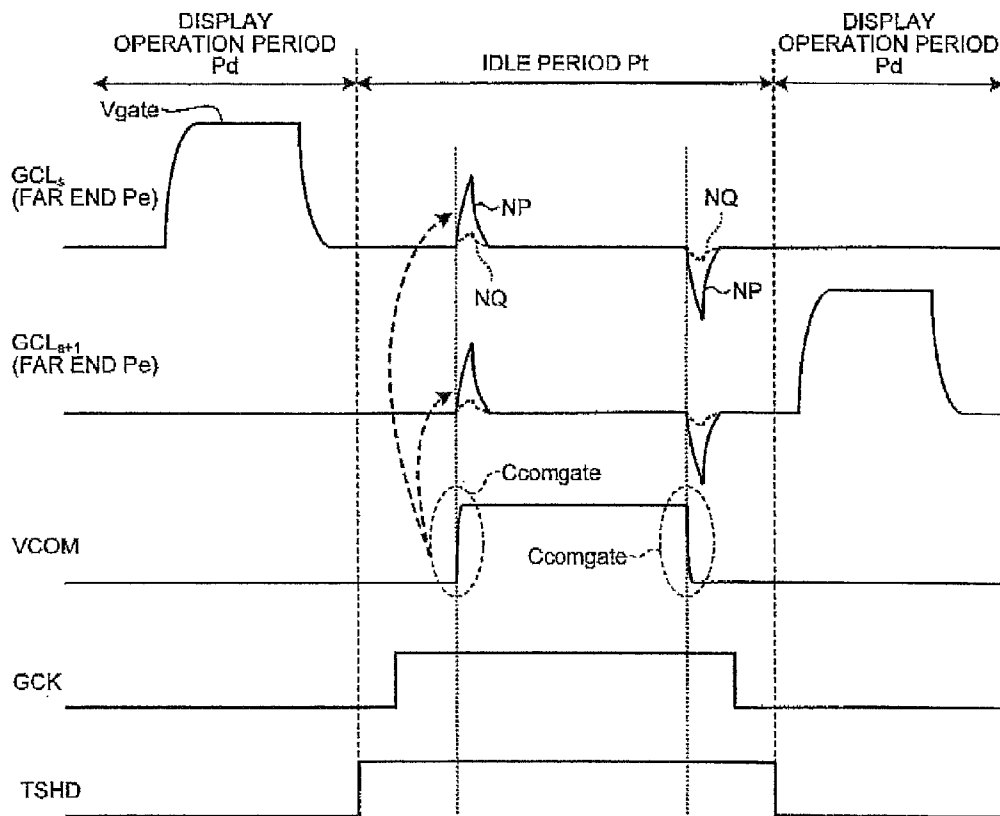 DISPLAY
OPERATION PERIOD
Pd
IDLE PERIOD Pt
DISPLAY
OPERATION PERIOD
Pd
Vgate
GCLs
(FAR END Pe)
NP
NQ
NQ
NP
GCLs+1
(FAR END Pe)
Ccomgate
VCOM
Ccomgate
GCK
TSHD